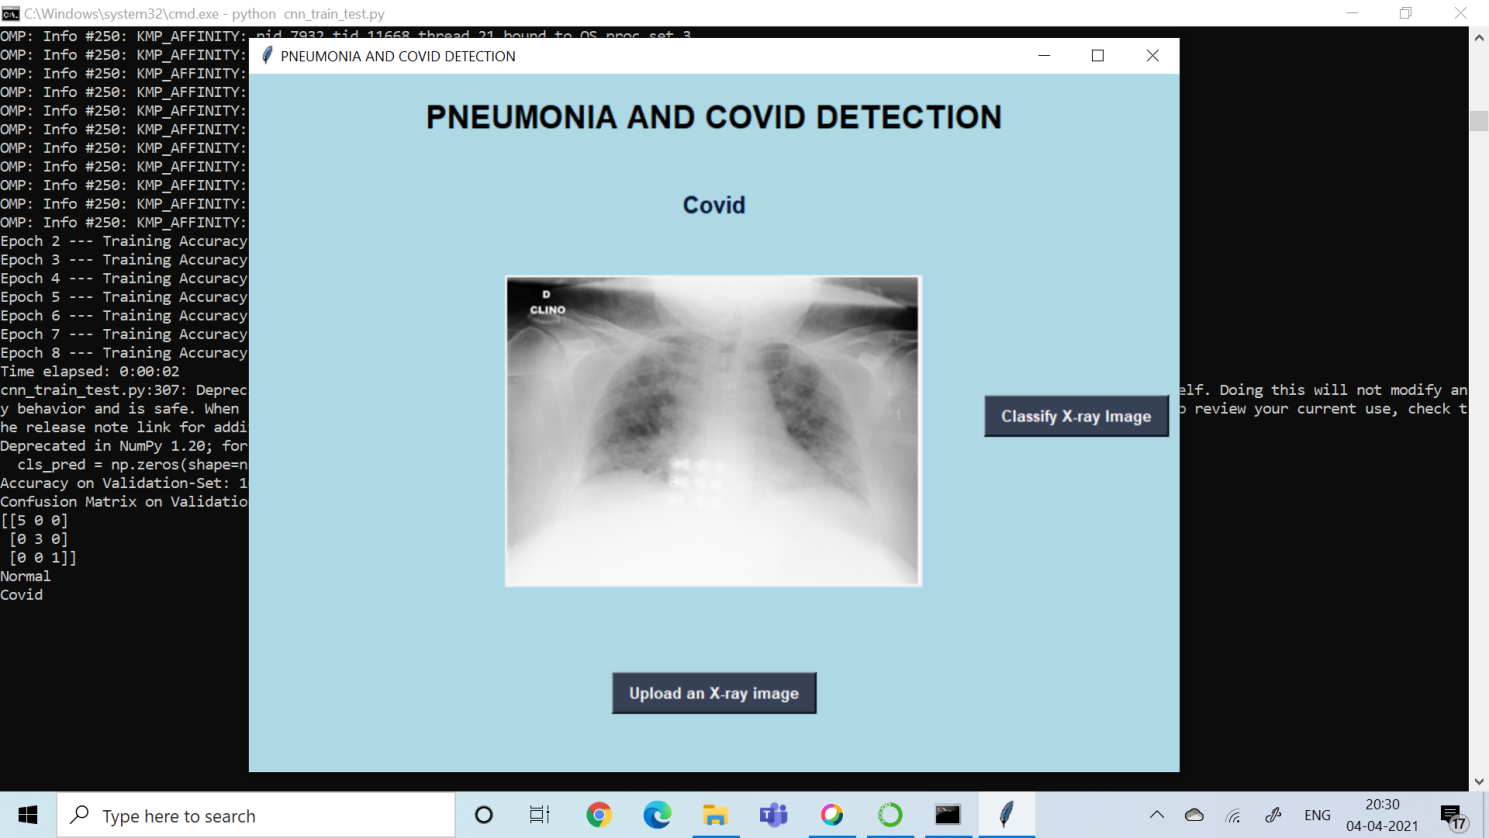 C:\Windows\system32\cmd.exe - python cnn_train_test.py
OMP: Info #250: KMP_AFFINITY: pid 7932 tid 11668 thread 21 bound to OS proc set 3
OMP: Info #250: KMP_AFFINITY:
OMP: Info #250: KMP_AFFINITY:
OMP: Info #250: KMP_AFFINITY:
OMP: Info #250: KMP_AFFINITY:
OMP: Info #250: KMP_AFFINITY:
OMP: Info #250: KMP_AFFINITY:
OMP: Info #250: KMP_AFFINITY:
OMP: Info #250: KMP_AFFINITY:
OMP: Info #250: KMP_AFFINITY:
OMP: Info #250: KMP_AFFINITY:
Epoch 2 --- Training Accuracy
Epoch 3 --- Training Accuracy
Epoch 4 --- Training Accuracy
Epoch 5 --- Training Accuracy
Epoch 6 --- Training Accuracy
Epoch 7 --- Training Accuracy
Epoch 8 --- Training Accuracy
Time elapsed: 0:00:02
cnn_train_test.py:307: Deprec elf. Doing this will not modify an
y behavior and is safe. When o review your current use, check t
he release note link for addi
Deprecated in NumPy 1.20; for
cls_pred = np.zeros(shape=n
Accuracy on Validation-Set: 1
Confusion Matrix on Validatio
[[5 0 0]
[0 3 0]
[0 0 1]]
Normal
Covid
PNEUMONIA AND COVID DETECTION
PNEUMONIA AND COVID DETECTION
Covid
D
CLINO
Classify X-ray Image
Upload an X-ray image
Type here to search
ENG
20:30
04-04-2021
17